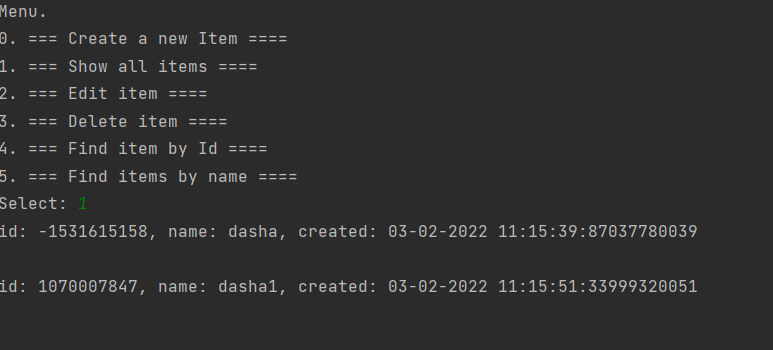 Menu.
0. === Create a new Item ====
1. === Show all items ====
2. === Edit item ====
3. === Delete item ====
4. === Find item by Id ====
5. === Find items by name ====
Select: 1
id: -1531615158, name: dasha, created: 03-02-2022 11:15:39:87037780039
id: 1070007847, name: dasha1, created: 03-02-2022 11:15:51:33999320051